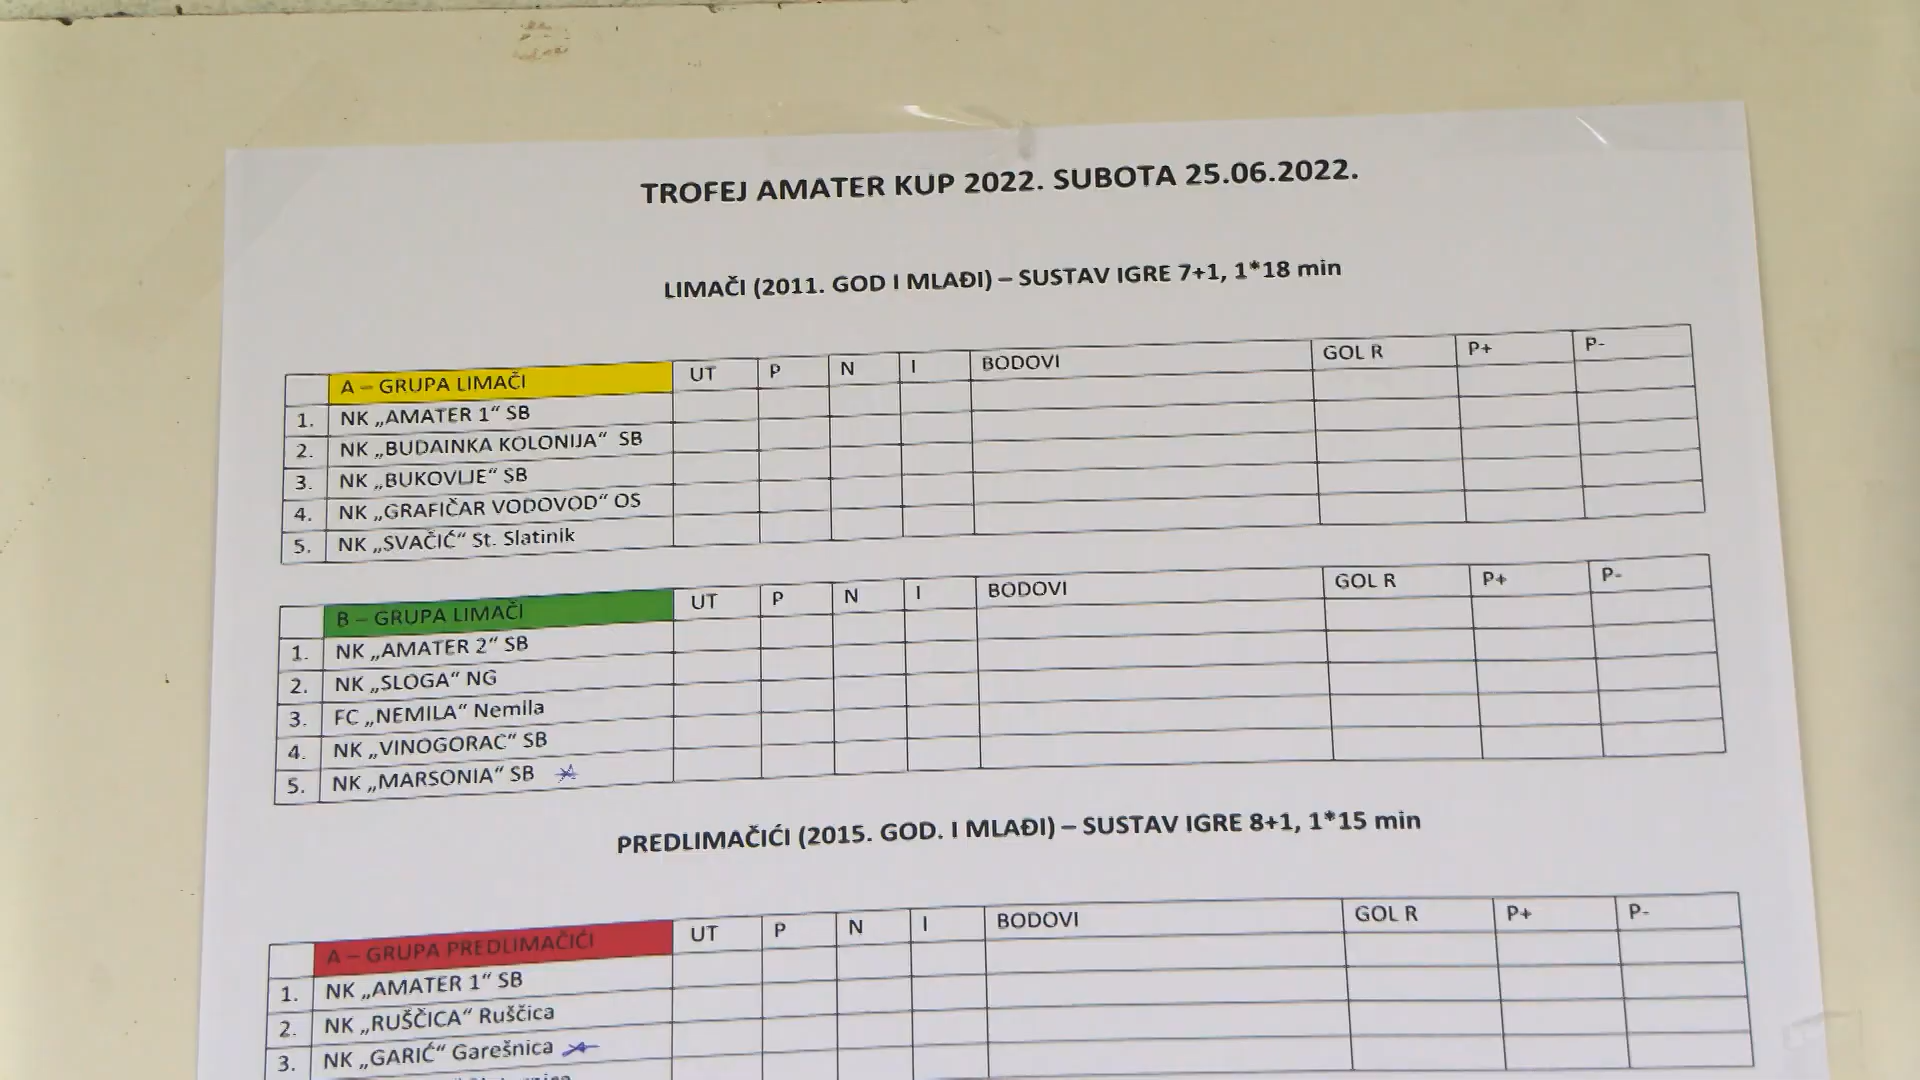 TROFEJ AMATER KUP 2022. SUBOTA 25.06.2022.
LIMAČI (2011. GOD I MLAĐI) – SUSTAV IGRE 7+1, 1*18 min
A – GRUPA LIMAČI UT P N I BODOVI GOL R P+ P-
1. NK „AMATER 1“ SB
2. NK „BUDAINKA KOLONIJA“ SB
3. NK „BUKOVLJE“ SB
4. NK „GRAFIČAR VODOVOD“ OS
5. NK „SVAČIĆ“ St. Slatinik
B – GRUPA LIMAČI UT P N I BODOVI GOL R P+ P-
1. NK „AMATER 2“ SB
2. NK „SLOGA“ NG
3. FC „NEMILA“ Nemila
4. NK „VINOGORAC“ SB
5. NK „MARSONIA“ SB
PREDLIMAČIĆI (2015. GOD. I MLAĐI) – SUSTAV IGRE 8+1, 1*15 min
A – GRUPA PREDLIMAČIĆI UT P N I BODOVI GOL R P+ P-
1. NK „AMATER 1“ SB
2. NK „RUŠČICA“ Ruščica
3. NK „GARIĆ“ Garešnica